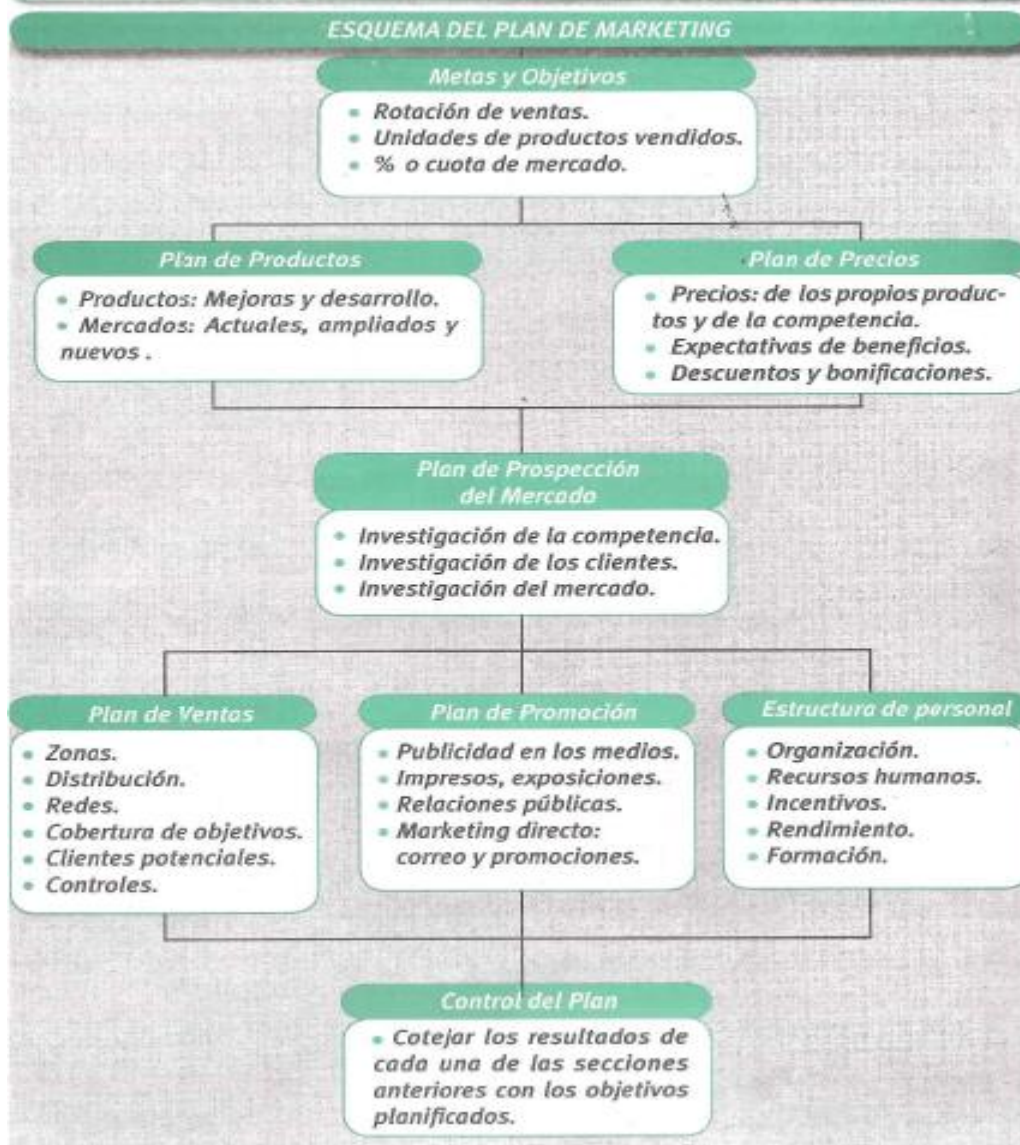 ESQUEMA DEL PLAN DE MARKETING
Metas y Objetivos
• Rotación de ventas.
• Unidades de productos vendidos.
• % o cuota de mercado.
Plan de Productos
• Productos: Mejoras y desarrollo.
• Mercados: Actuales, ampliados y
nuevos .
Plan de Precios
• Precios: de los propios produc-
tos y de la competencia.
• Expectativas de beneficios.
• Descuentos y bonificaciones.
Plan de Prospección
del Mercado
• Investigación de la competencia.
• Investigación de los clientes.
• Investigación del mercado.
Plan de Ventas
• Zonas.
• Distribución.
• Redes.
• Cobertura de objetivos.
• Clientes potenciales.
• Controles.
Plan de Promoción
• Publicidad en los medios.
• Impresos, exposiciones.
• Relaciones públicas.
• Marketing directo:
correo y promociones.
Estructura de personal
• Organización.
• Recursos humanos.
• Incentivos.
• Rendimiento.
• Formación.
Control del Plan
• Cotejar los resultados de
cada una de las secciones
anteriores con los objetivos
planificados.